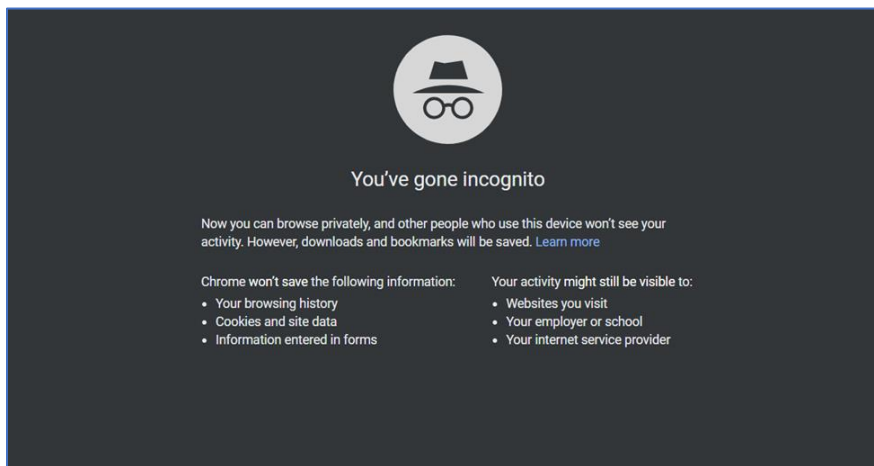 You've gone incognito
Now you can browse privately, and other people who use this device won't see your
activity. However, downloads and bookmarks will be saved. Learn more
Chrome won't save the following information:
• Your browsing history
• Cookies and site data
• Information entered in forms
Your activity might still be visible to:
• Websites you visit
• Your employer or school
• Your internet service provider